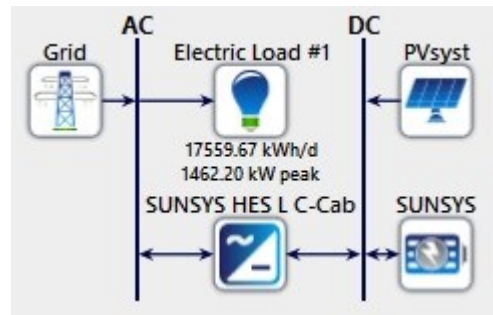 AC
DC
Grid
Electric Load #1
PVsyst
17559.67 kWh/d
1462.20 kW peak
SUNSYS HES L C-Cab
SUNSYS